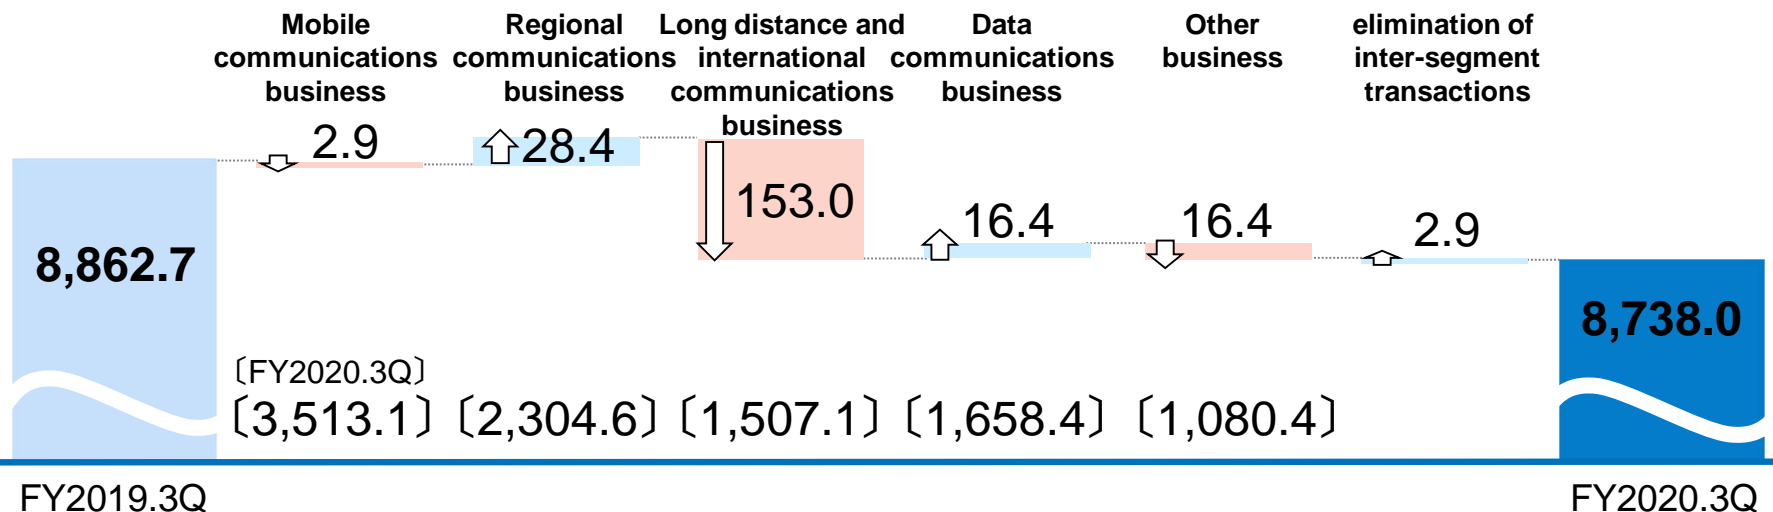 Mobile
communications
business
Regional
communications
business
Long distance and
international
communications
business
Data
communications
business
Other
business
elimination of
inter-segment
transactions
2.9
28.4
153.0
16.4
16.4
2.9
8,862.7
8,738.0
〔FY2020.3Q〕
〔3,513.1〕 〔2,304.6〕 〔1,507.1〕 〔1,658.4〕 〔1,080.4〕
FY2019.3Q
FY2020.3Q